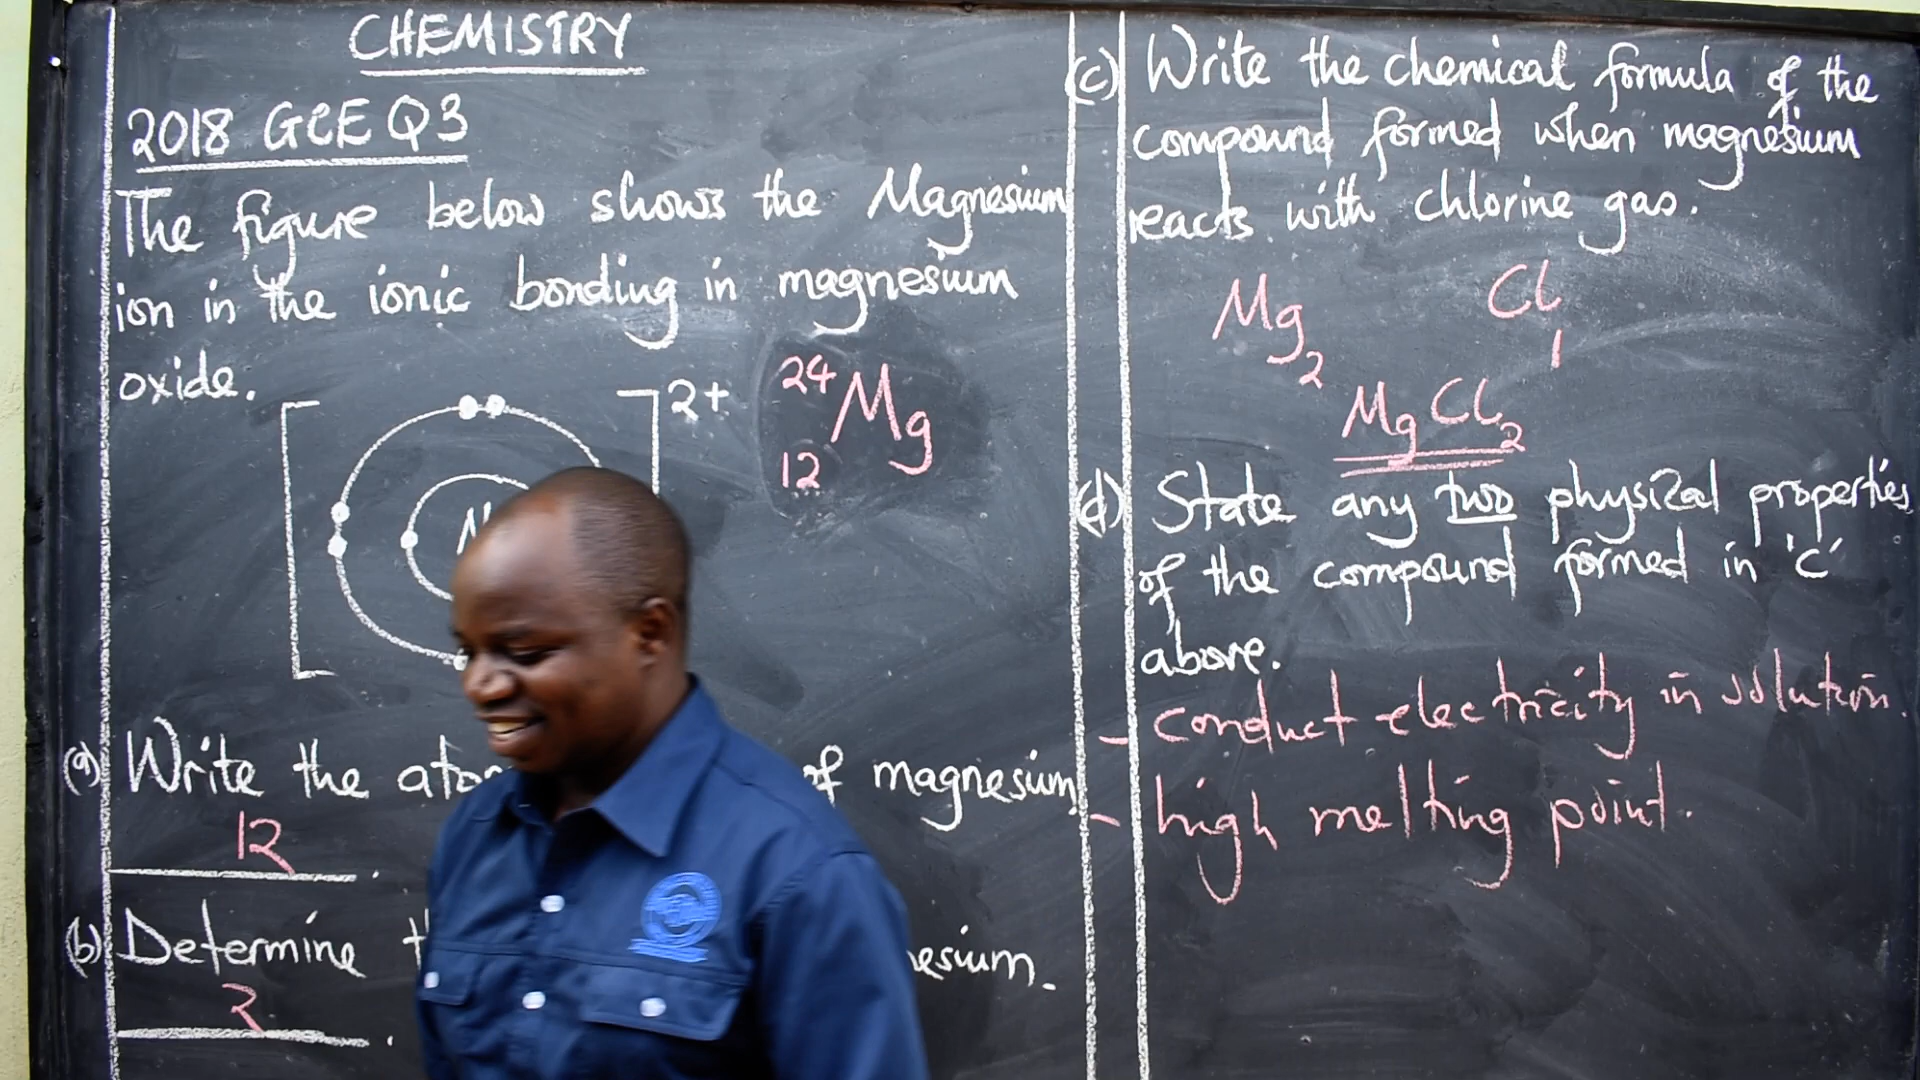 CHEMISTRY
2018 GCE Q3
The figure below shows the Magnesium
ion in the ionic bonding in magnesium
oxide.
2+
24
Mg
12
(a) Write the of magnesium
12
(b) Determine
2
(c) Write the chemical formula of the
compound formed when magnesium
reacts with chlorine gas.
Mg Cl
2 1
MgCl2
(d) State any two physical properties
of the compound formed in 'c'
above.
- conduct electricity in solution.
- high melting point.